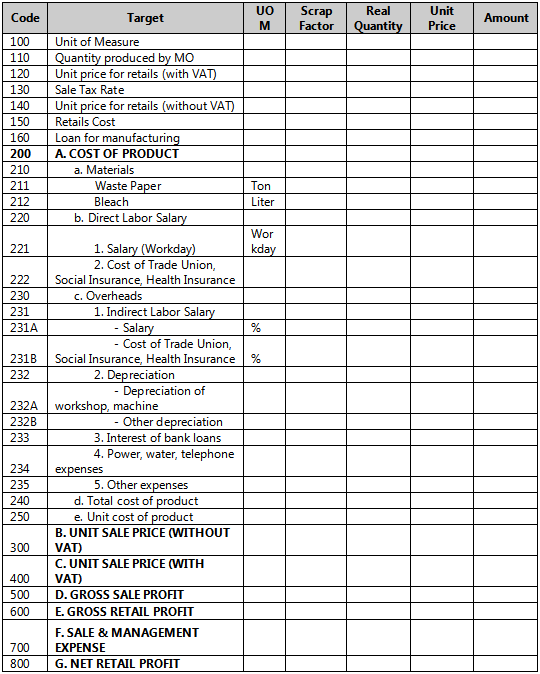 Code Target UO M Scrap Factor Real Quantity Unit Price Amount
100 Unit of Measure
110 Quantity produced by MO
120 Unit price for retails (with VAT)
130 Sale Tax Rate
140 Unit price for retails (without VAT)
150 Retails Cost
160 Loan for manufacturing
200 A. COST OF PRODUCT
210 a. Materials
211 Waste Paper Ton
212 Bleach Liter
220 b. Direct Labor Salary
Wor
221 1. Salary (Workday) kday
2. Cost of Trade Union,
222 Social Insurance, Health Insurance
230 c. Overheads
231 1. Indirect Labor Salary
231A - Salary %
- Cost of Trade Union,
231B Social Insurance, Health Insurance %
232 2. Depreciation
- Depreciation of
232A workshop, machine
232B - Other depreciation
233 3. Interest of bank loans
4. Power, water, telephone
234 expenses
235 5. Other expenses
240 d. Total cost of product
250 e. Unit cost of product
B. UNIT SALE PRICE (WITHOUT
300 VAT)
C. UNIT SALE PRICE (WITH
400 VAT)
500 D. GROSS SALE PROFIT
600 E. GROSS RETAIL PROFIT
F. SALE & MANAGEMENT
700 EXPENSE
800 G. NET RETAIL PROFIT